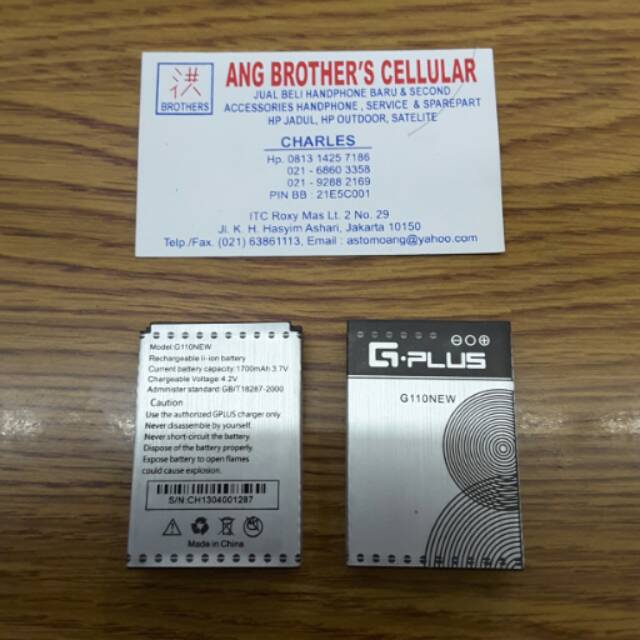 洪
BROTHERS
ANG BROTHER'S CELLULAR
JUAL BELI HANDPHONE BARU & SECOND
ACCESSORIES HANDPHONE , SERVICE & SPAREPART
HP JADUL, HP OUTDOOR, SATELITE
CHARLES
Hp. 0813 1425 7186
021 - 6860 3358
021 - 9288 2169
PIN BB : 21E5C001
ITC Roxy Mas Lt. 2 No. 29
Jl. K. H. Hasyim Ashari, Jakarta 10150
Telp./Fax. (021) 63861113, Email : astomoang@yahoo.com
Model:G110NEW
Rechargeable li-ion battery
Current battery capacity:1700mAh 3.7V
Chargeable Voltage:4.2V
Administer standard:GB/T18287-2000
Caution
Use the authorized GPLUS charger only
Never disassemble by yourself.
Never short-circuit the battery
Dispose of the battery properly.
Expose battery to open flames
could cause explosion.
S/N:CH1304001287
Made in China
G-PLUS
G110NEW